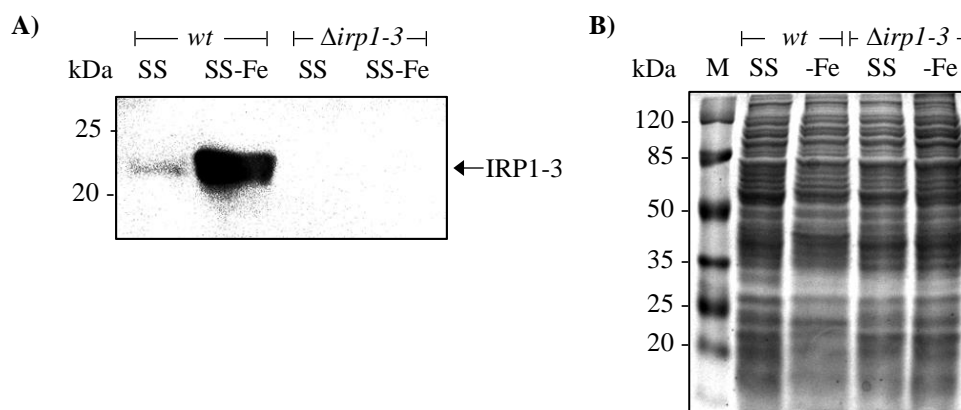 A)
wt Δirp1-3
kDa SS SS-Fe SS SS-Fe
25
20
IRP1-3
B)
wt Δirp1-3
M SS -Fe SS -Fe
120
85
50
35
25
20